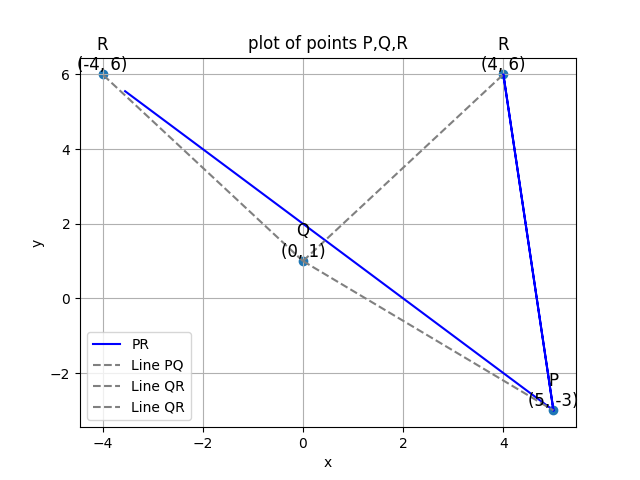 plot of points P,Q,R
R
(-4, 6)
R
(4, 6)
Q
(0, 1)
P
(5, -3)
6
4
2
0
−2
y
−4
−2
0
2
4
x
PR
Line PQ
Line QR
Line QR